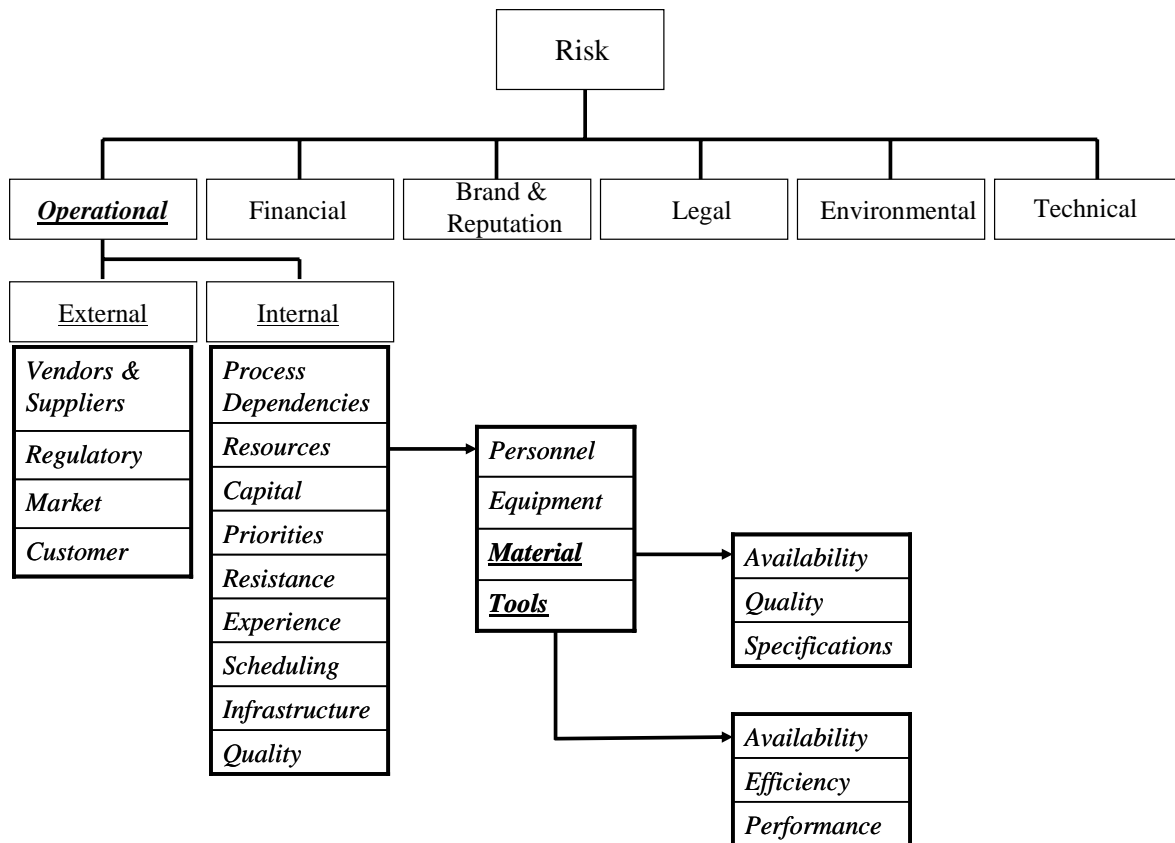 Risk
Operational
Financial
Brand &
Reputation
Legal
Environmental
Technical
External
Internal
Vendors &
Suppliers
Regulatory
Market
Customer
Process
Dependencies
Resources
Capital
Priorities
Resistance
Experience
Scheduling
Infrastructure
Quality
Personnel
Equipment
Material
Tools
Availability
Quality
Specifications
Availability
Efficiency
Performance